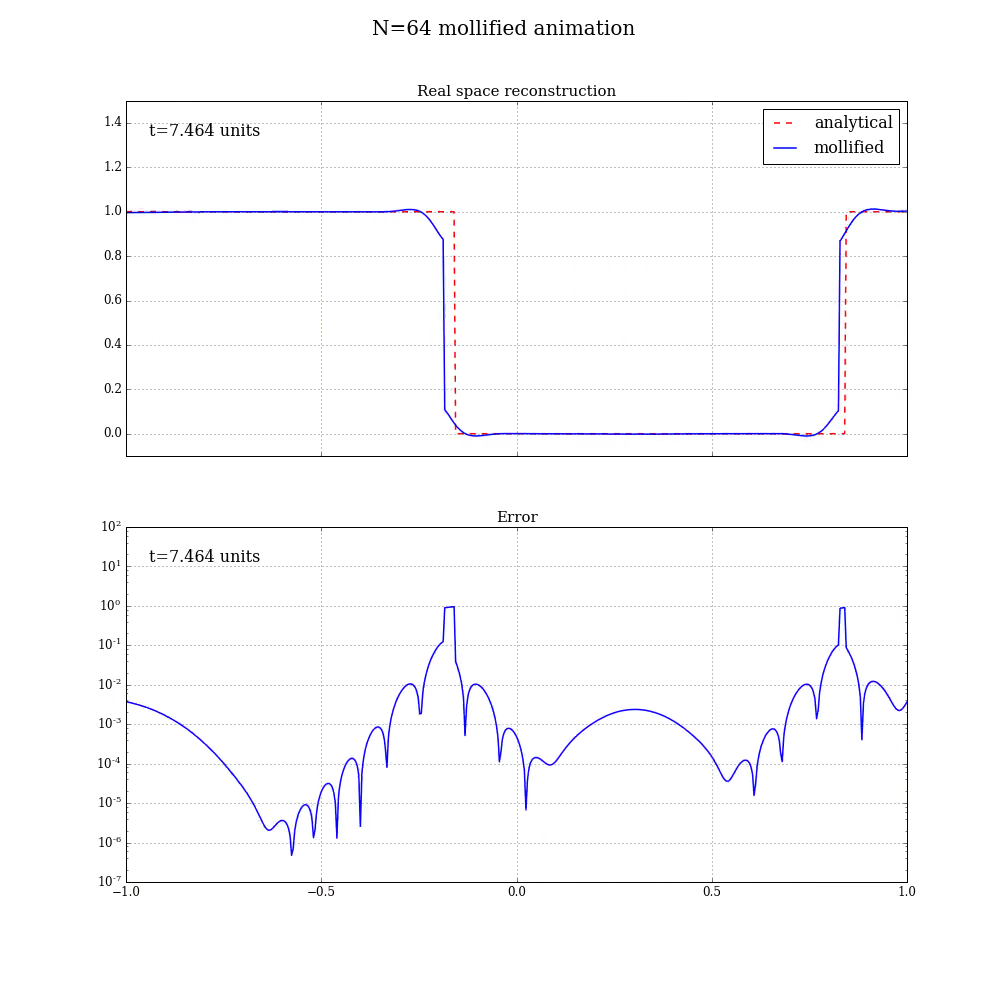 N=64 mollified animation
Real space reconstruction
t=7.464 units
analytical
mollified
1.4
1.2
1.0
0.8
0.6
0.4
0.2
0.0
Error
t=7.464 units
10²
10¹
10⁰
10⁻¹
10⁻²
10⁻³
10⁻⁴
10⁻⁵
10⁻⁶
10⁻⁷
−1.0 −0.5 0.0 0.5 1.0